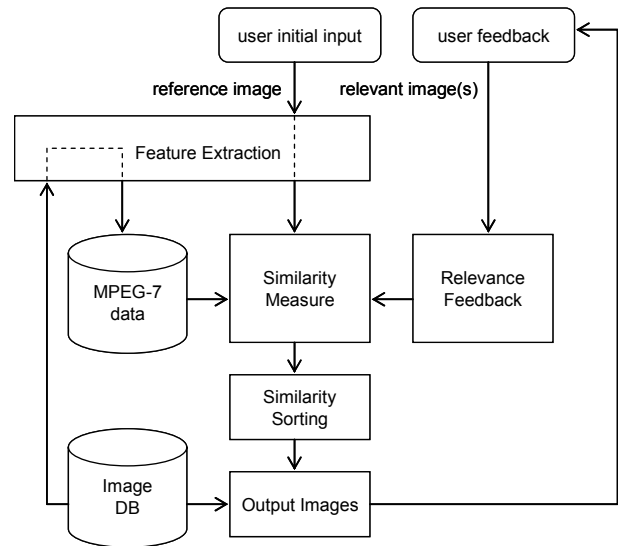 user initial input
user feedback
reference image
relevant image(s)
Feature Extraction
MPEG-7
data
Similarity
Measure
Relevance
Feedback
Similarity
Sorting
Image
DB
Output Images